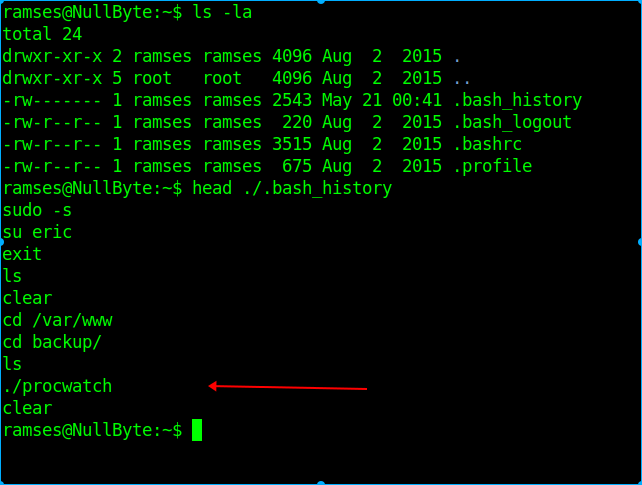 ramses@NullByte:~$ ls -la
total 24
drwxr-xr-x 2 ramses ramses 4096 Aug  2  2015 .
drwxr-xr-x 5 root   root   4096 Aug  2  2015 ..
-rw------- 1 ramses ramses 2543 May 21 00:41 .bash_history
-rw-r--r-- 1 ramses ramses  220 Aug  2  2015 .bash_logout
-rw-r--r-- 1 ramses ramses 3515 Aug  2  2015 .bashrc
-rw-r--r-- 1 ramses ramses  675 Aug  2  2015 .profile
ramses@NullByte:~$ head ./.bash_history
sudo -s
su eric
exit
ls
clear
cd /var/www
cd backup/
ls
./procwatch
clear
ramses@NullByte:~$